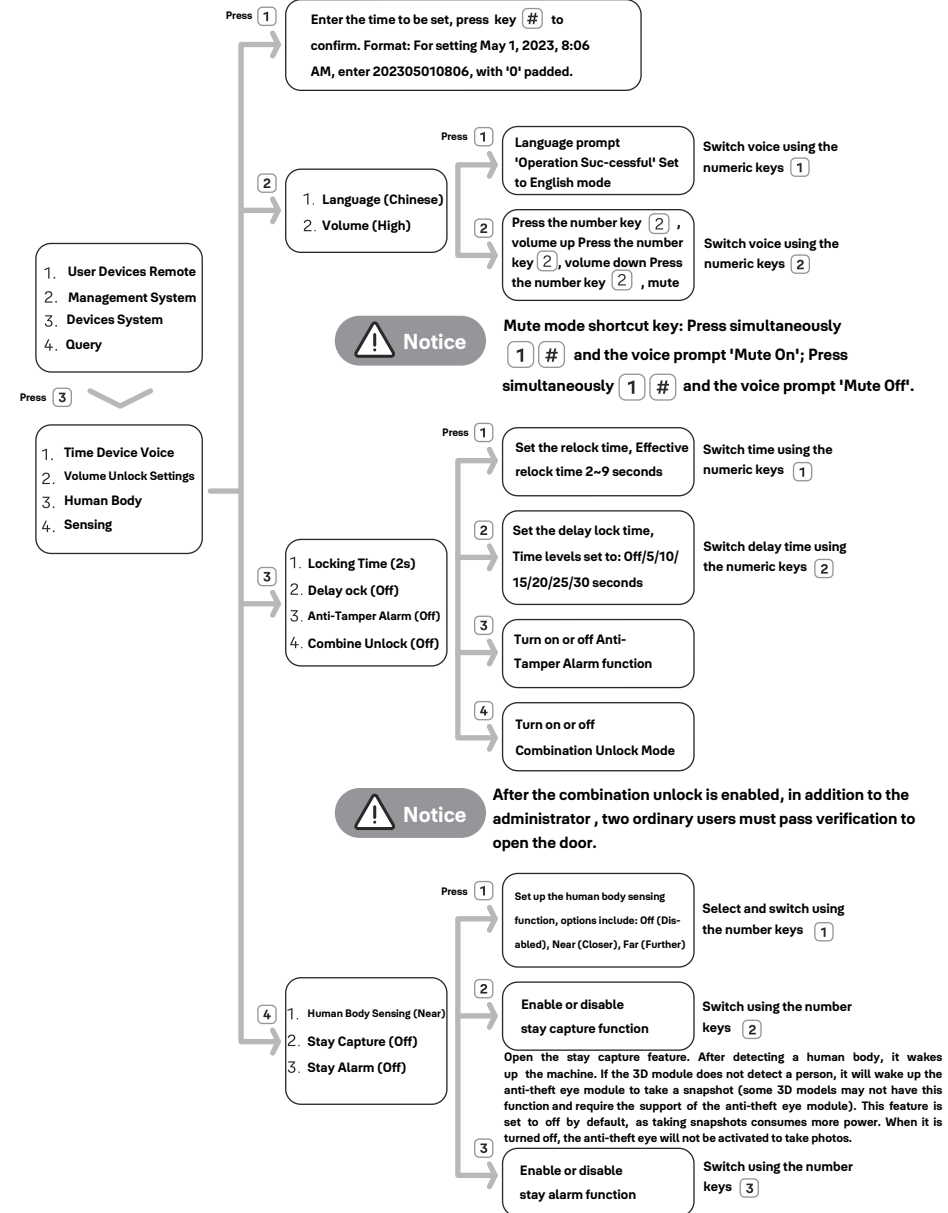 Press 1
Enter the time to be set, press key # to
confirm. Format: For setting May 1, 2023, 8:06
AM, enter 202305010806, with '0' padded.
2
1. Language (Chinese)
2. Volume (High)
Press 1
Language prompt
'Operation Suc-cessful' Set
to English mode
Switch voice using the
numeric keys 1
2
Press the number key 2 ,
volume up Press the number
key 2, volume down Press
the number key 2 , mute
Switch voice using the
numeric keys 2
1. User Devices Remote
2. Management System
3. Devices System
4. Query
Press 3
1. Time Device Voice
2. Volume Unlock Settings
3. Human Body
4. Sensing
Notice
Mute mode shortcut key: Press simultaneously
1 # and the voice prompt 'Mute On'; Press
simultaneously 1 # and the voice prompt 'Mute Off'.
3
1. Locking Time (2s)
2. Delay ock (Off)
3. Anti-Tamper Alarm (Off)
4. Combine Unlock (Off)
Press 1
Set the relock time, Effective
relock time 2~9 seconds
Switch time using the
numeric keys 1
2
Set the delay lock time,
Time levels set to: Off/5/10/
15/20/25/30 seconds
Switch delay time using
the numeric keys 2
3
Turn on or off Anti-
Tamper Alarm function
4
Turn on or off
Combination Unlock Mode
Notice
After the combination unlock is enabled, in addition to the
administrator , two ordinary users must pass verification to
open the door.
4
1. Human Body Sensing (Near)
2. Stay Capture (Off)
3. Stay Alarm (Off)
Press 1
Set up the human body sensing
function, options include: Off (Dis-
abled), Near (Closer), Far (Further)
Select and switch using
the number keys 1
2
Enable or disable
stay capture function
Switch using the number
keys 2
Open the stay capture feature. After detecting a human body, it wakes
up the machine. If the 3D module does not detect a person, it will wake up the
anti-theft eye module to take a snapshot (some 3D models may not have this
function and require the support of the anti-theft eye module). This feature is
set to off by default, as taking snapshots consumes more power. When it is
turned off, the anti-theft eye will not be activated to take photos.
3
Enable or disable
stay alarm function
Switch using the number
keys 3